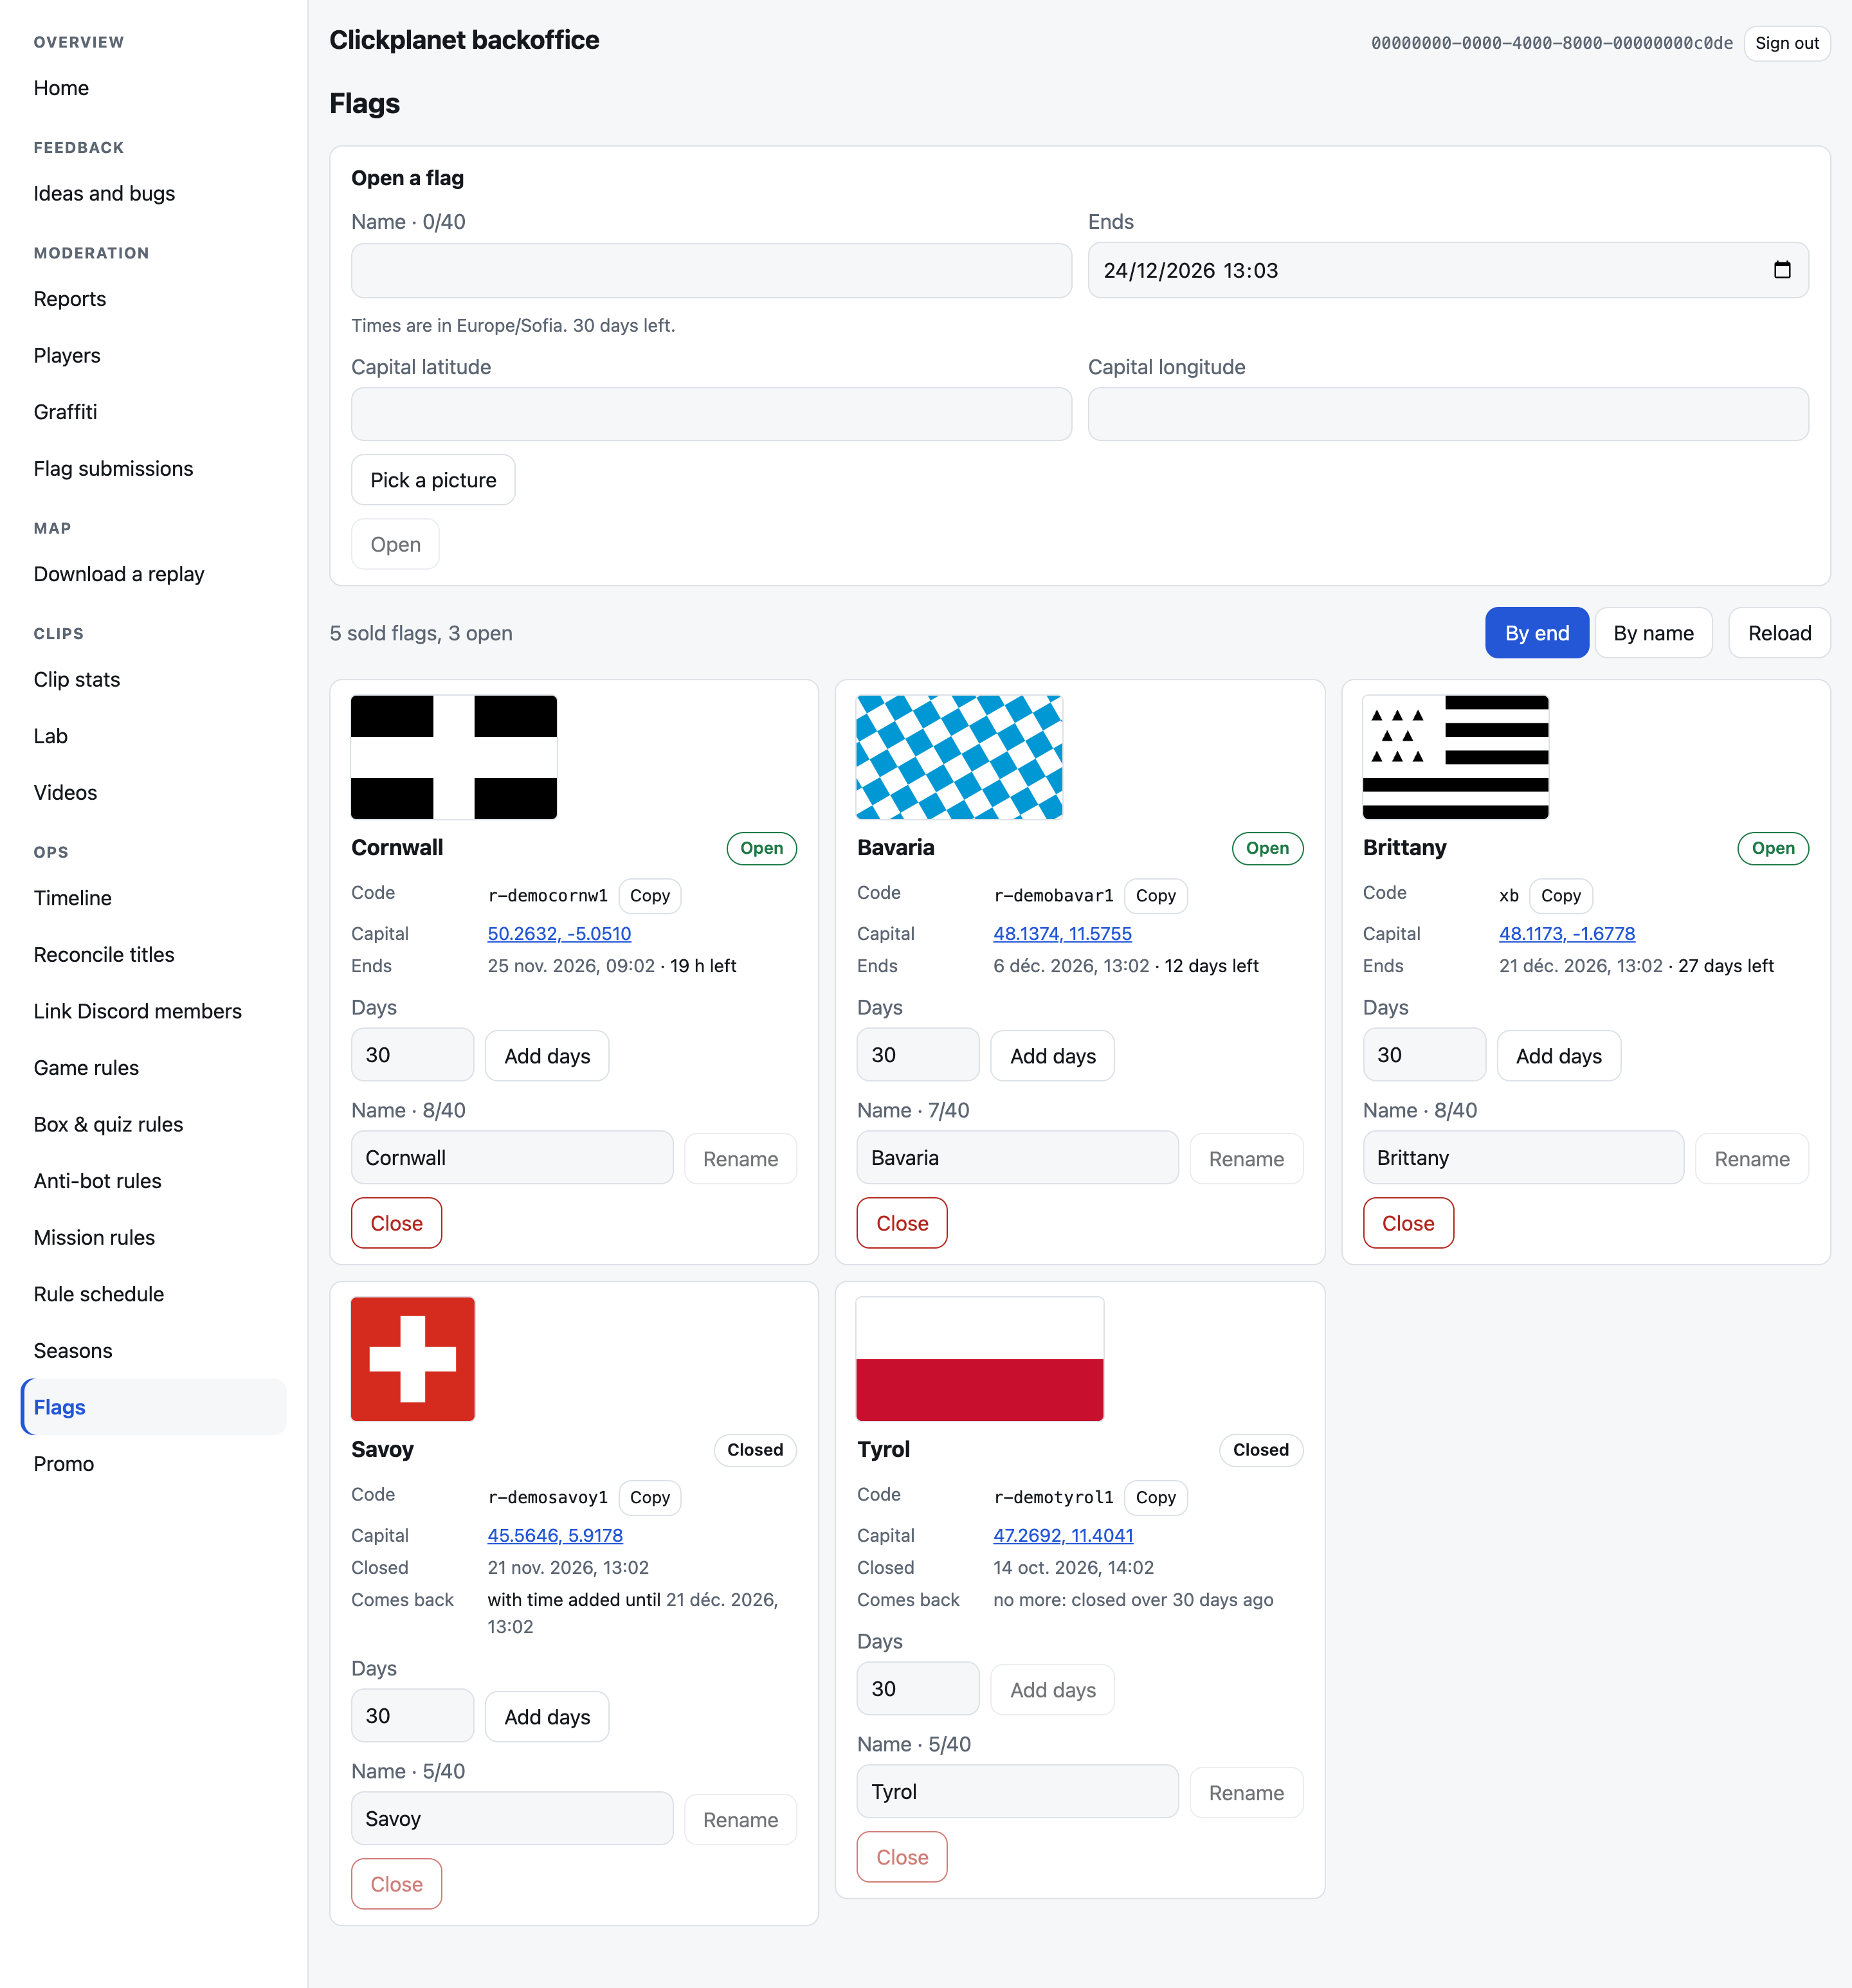 OVERVIEW
Home
FEEDBACK
Ideas and bugs
MODERATION
Reports
Players
Graffiti
Flag submissions
MAP
Download a replay
CLIPS
Clip stats
Lab
Videos
OPS
Timeline
Reconcile titles
Link Discord members
Game rules
Box & quiz rules
Anti-bot rules
Mission rules
Rule schedule
Seasons
Flags
Promo
Clickplanet backoffice
00000000-0000-4000-8000-00000000c0de Sign out
Flags
Open a flag
Name · 0/40 Ends
24/12/2026 13:03
Times are in Europe/Sofia. 30 days left.
Capital latitude Capital longitude
Pick a picture
Open
5 sold flags, 3 open By end By name Reload
Cornwall Open
Code r-democornw1 Copy
Capital 50.2632, -5.0510
Ends 25 nov. 2026, 09:02 · 19 h left
Days
30 Add days
Name · 8/40
Cornwall Rename
Close
Bavaria Open
Code r-demobavar1 Copy
Capital 48.1374, 11.5755
Ends 6 déc. 2026, 13:02 · 12 days left
Days
30 Add days
Name · 7/40
Bavaria Rename
Close
Brittany Open
Code xb Copy
Capital 48.1173, -1.6778
Ends 21 déc. 2026, 13:02 · 27 days left
Days
30 Add days
Name · 8/40
Brittany Rename
Close
Savoy Closed
Code r-demosavoy1 Copy
Capital 45.5646, 5.9178
Closed 21 nov. 2026, 13:02
Comes back with time added until 21 déc. 2026,
13:02
Days
30 Add days
Name · 5/40
Savoy Rename
Close
Tyrol Closed
Code r-demotyrol1 Copy
Capital 47.2692, 11.4041
Closed 14 oct. 2026, 14:02
Comes back no more: closed over 30 days ago
Days
30 Add days
Name · 5/40
Tyrol Rename
Close